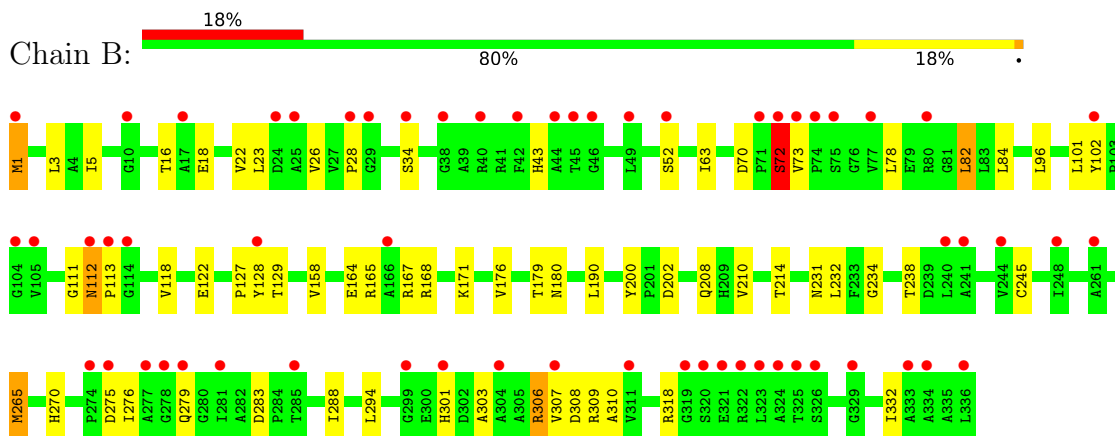 18%
Chain B:
80% 18% •
M1 L3 A4 I5 G10 T16 A17 E18 V22 L23 D24 A25 V26 V27 P28 G29 S34 G38 A39 R40 R41 F42 H43 A44 T45 G46 L49 S52 I63 D70 P71 S72 V73 P74 S75 G76 V77 L78 E79 R80 G81 L82 L83 L84 L96 L101 Y102
G104 V105 G111 N112 P113 G114 V118 E122 P127 Y128 T129 V158 E164 R165 A166 R167 R168 K171 V176 T179 N180 L190 Y200 P201 D202 Q208 H209 V210 T214 N231 L232 F233 G234 T238 D239 L240 A241 V244 C245 I248 A261
M265 H270 P274 D275 I276 A277 G278 Q279 G280 I281 A282 D283 P284 T285 I288 L294 G299 E300 H301 D302 A303 A304 A305 R306 V307 D308 R309 A310 V311 R318 G319 S320 E321 R322 L323 A324 T325 S326 G329 I332 A333 A334 A335 L336